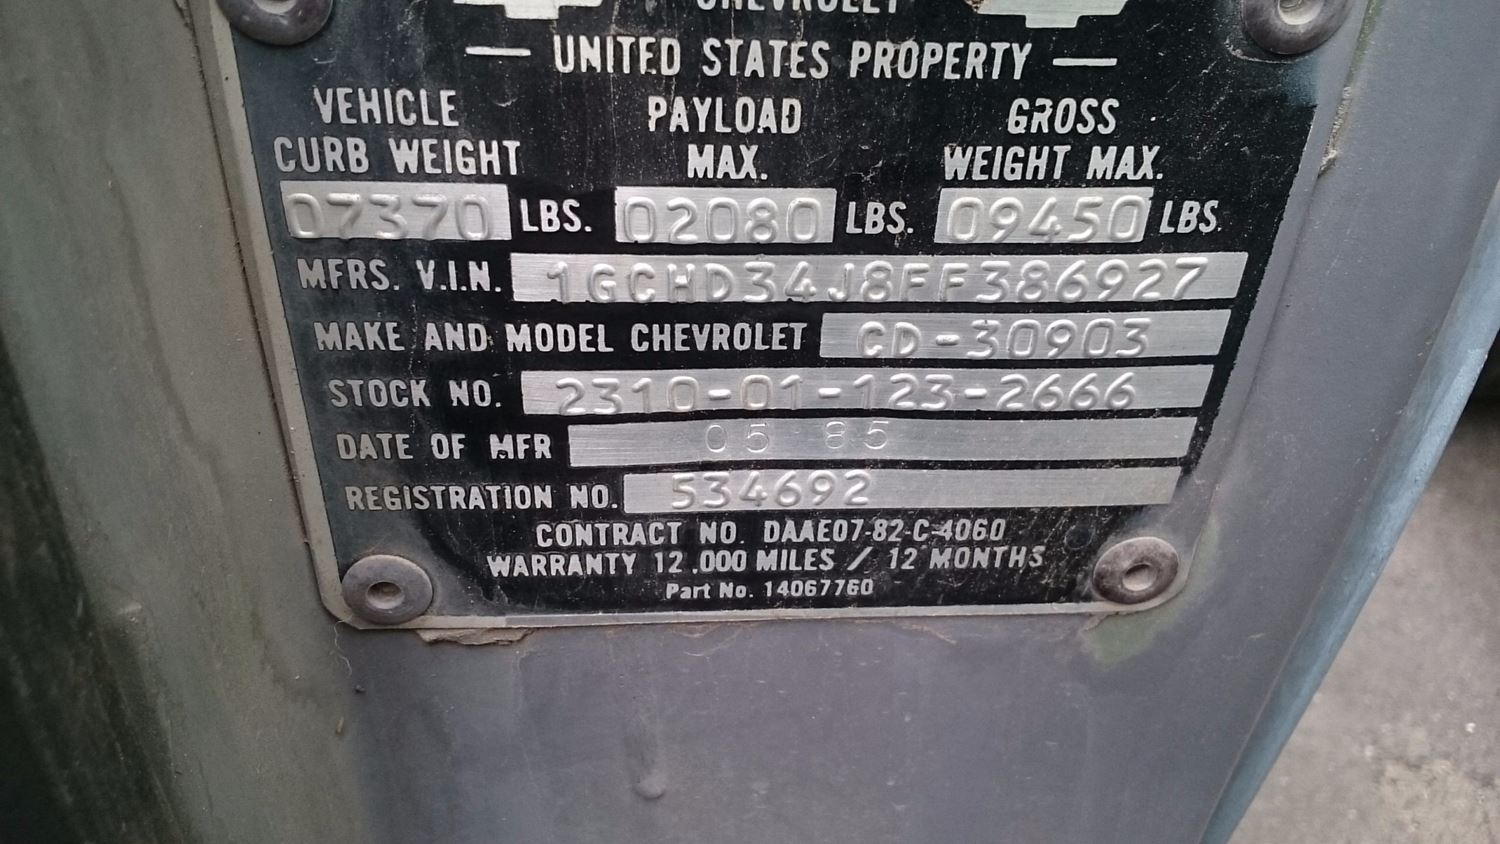 CHEVROLET
— UNITED STATES PROPERTY —
VEHICLE CURB WEIGHT PAYLOAD MAX. GROSS WEIGHT MAX.
07370 LBS. 02080 LBS. 09450 LBS.
MFRS. V.I.N. 1GCHD34J8FF386927
MAKE AND MODEL CHEVROLET CD-30903
STOCK NO. 2310-01-123-2666
DATE OF MFR 05 85
REGISTRATION NO. 534692
CONTRACT NO. DAAE07-82-C-4060
WARRANTY 12.000 MILES / 12 MONTHS
Part No. 14067760